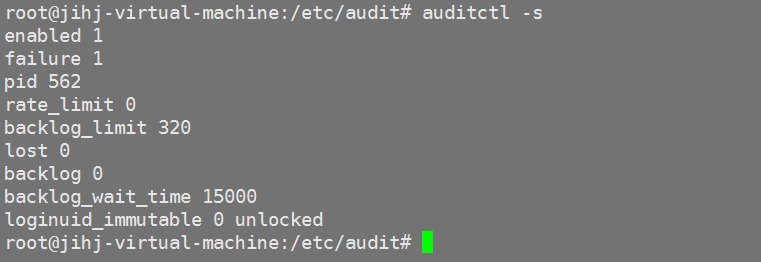 root@jihj-virtual-machine:/etc/audit# auditctl -s
enabled 1
failure 1
pid 562
rate_limit 0
backlog_limit 320
lost 0
backlog 0
backlog_wait_time 15000
loginuid_immutable 0 unlocked
root@jihj-virtual-machine:/etc/audit#